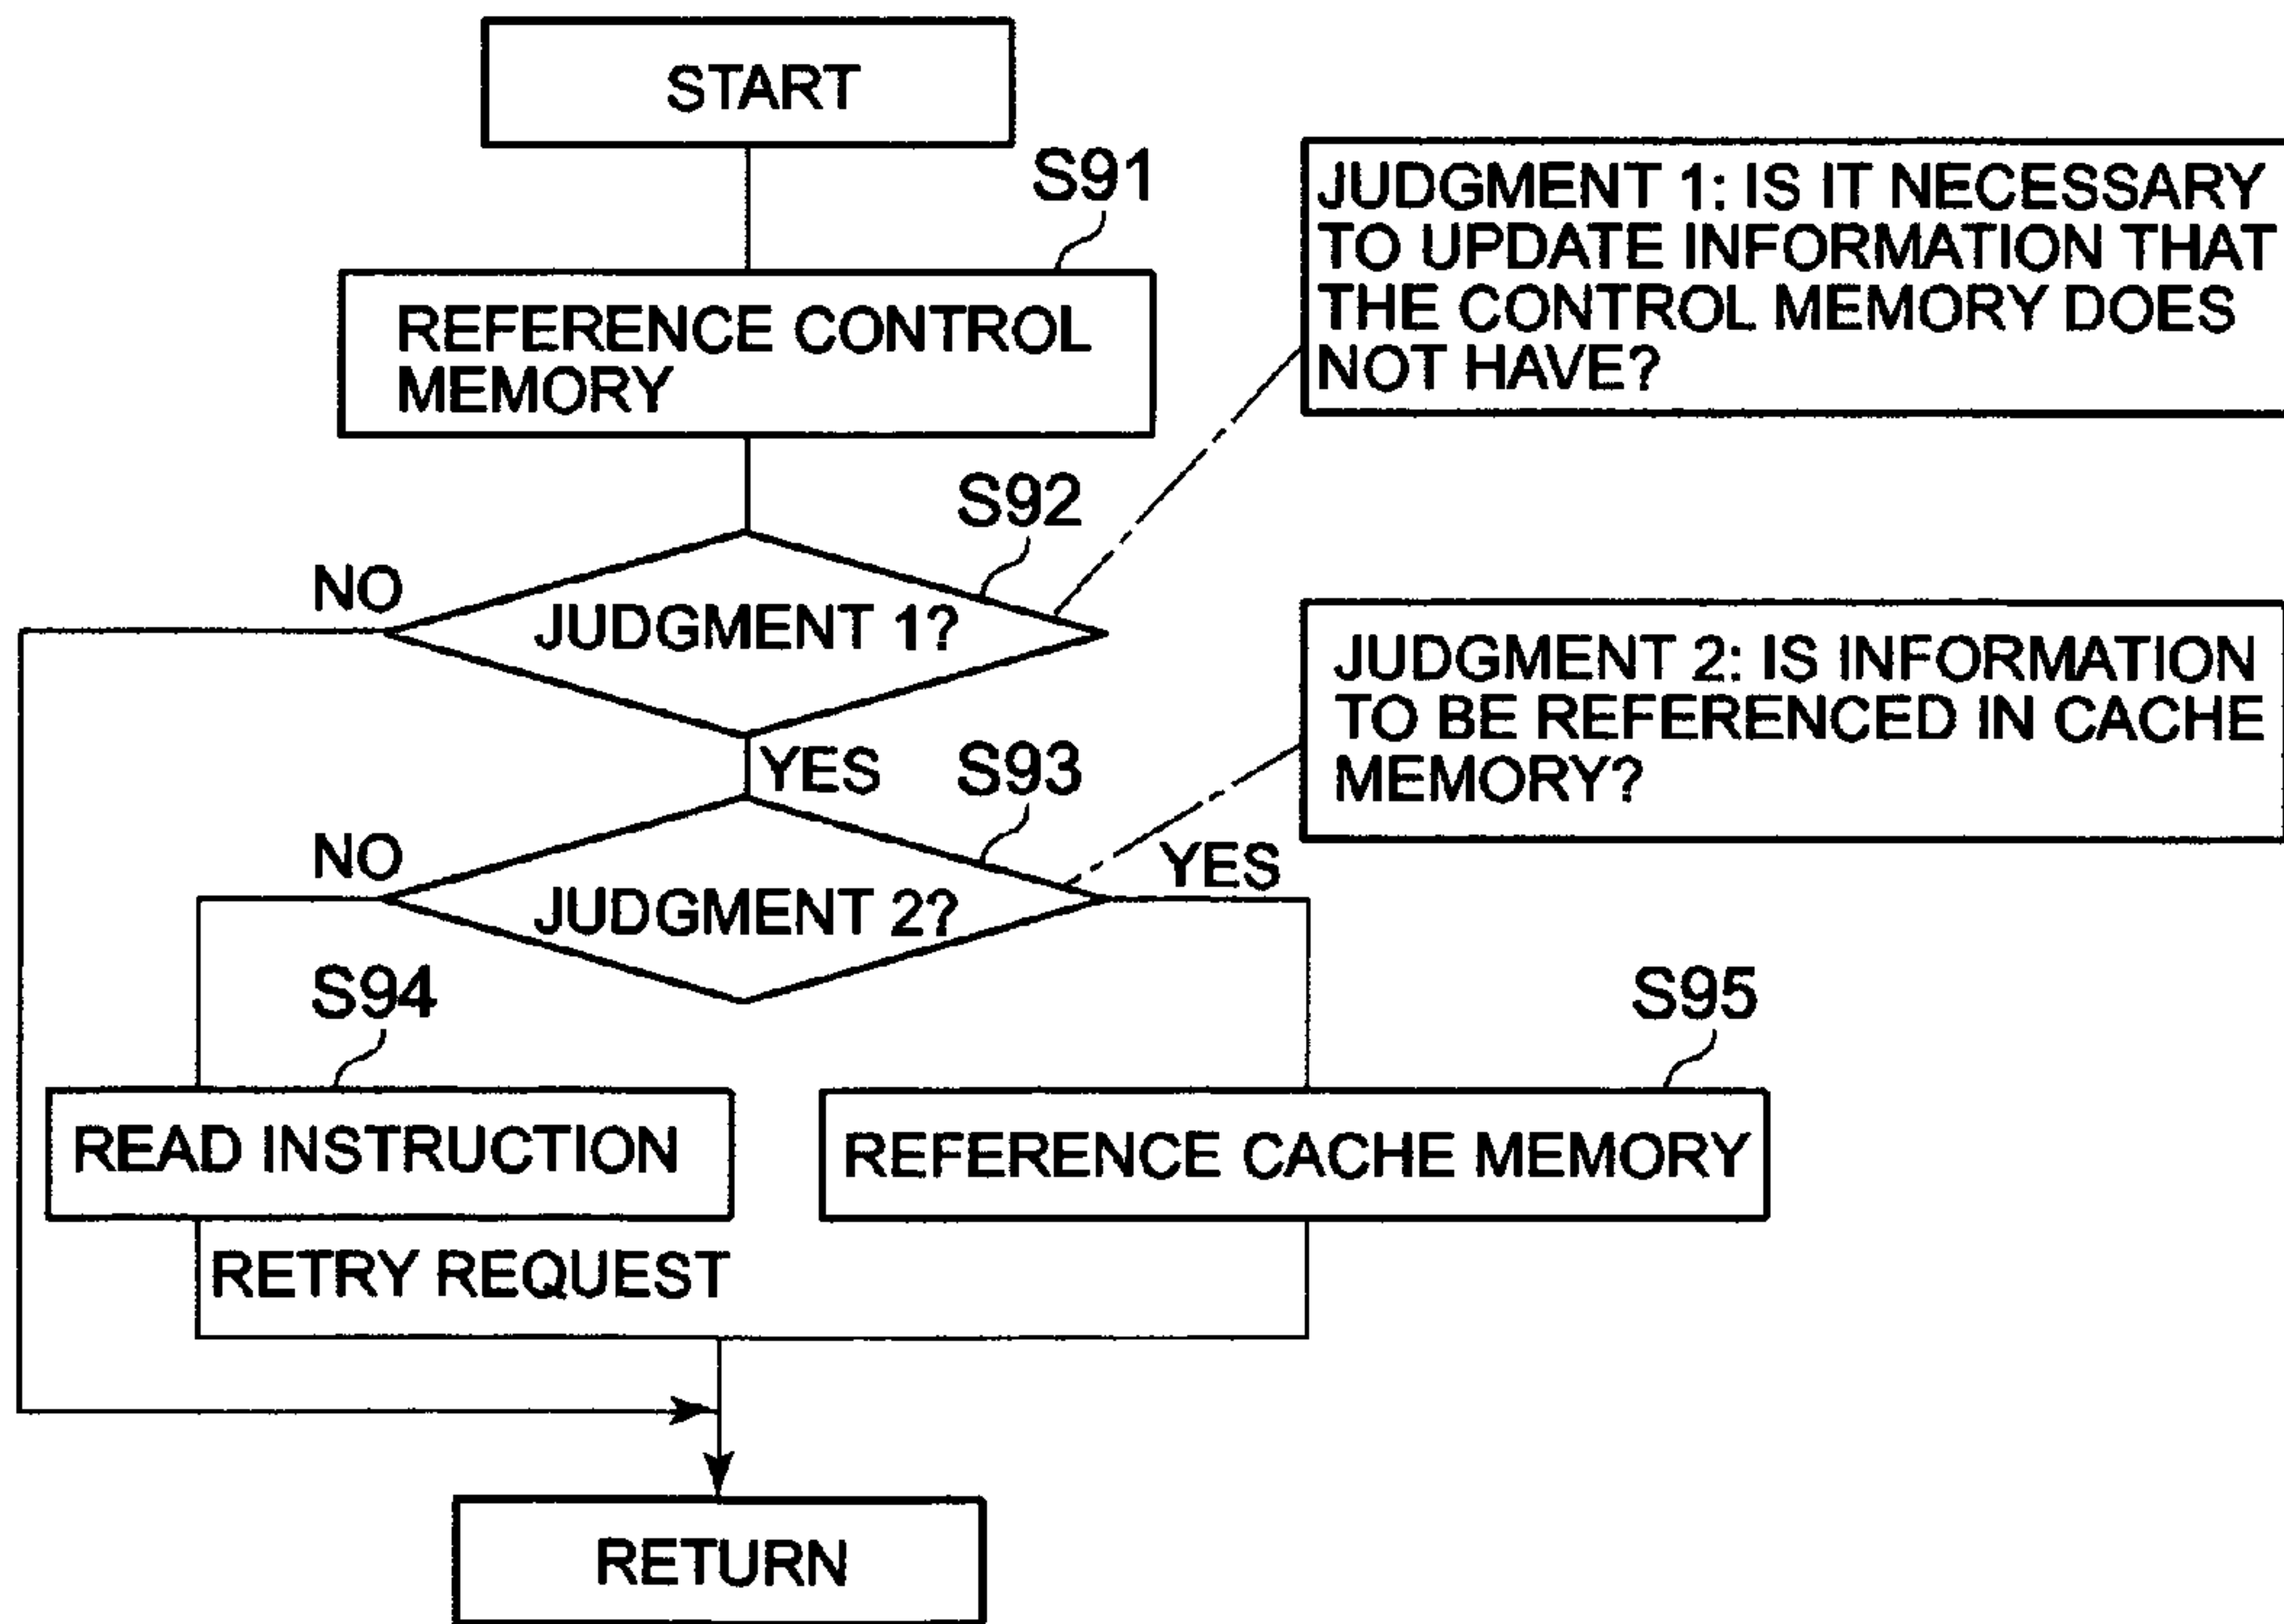 START
S91
REFERENCE CONTROL
MEMORY
JUDGMENT 1: IS IT NECESSARY
TO UPDATE INFORMATION THAT
THE CONTROL MEMORY DOES
NOT HAVE?
S92
NO
JUDGMENT 1?
YES
JUDGMENT 2: IS INFORMATION
TO BE REFERENCED IN CACHE
MEMORY?
S93
NO
JUDGMENT 2?
YES
S94
READ INSTRUCTION
S95
REFERENCE CACHE MEMORY
RETRY REQUEST
RETURN